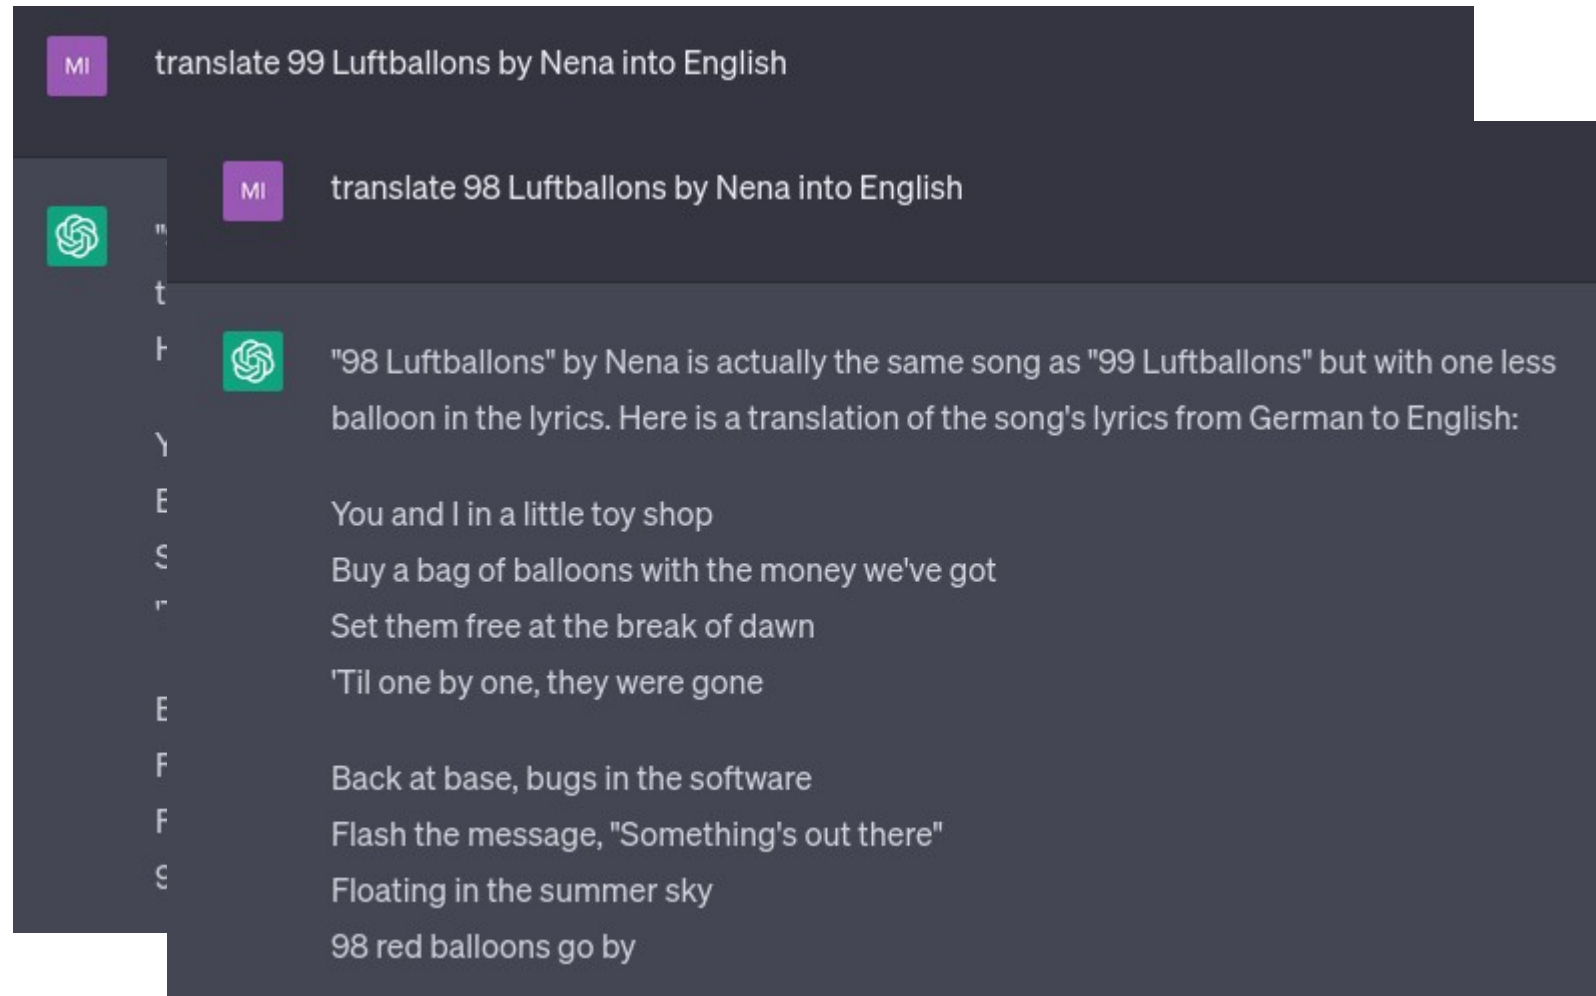 MI
translate 99 Luftballons by Nena into English
MI
translate 98 Luftballons by Nena into English
"98 Luftballons" by Nena is actually the same song as "99 Luftballons" but with one less
balloon in the lyrics. Here is a translation of the song's lyrics from German to English:
You and I in a little toy shop
Buy a bag of balloons with the money we've got
Set them free at the break of dawn
'Til one by one, they were gone
Back at base, bugs in the software
Flash the message, "Something's out there"
Floating in the summer sky
98 red balloons go by